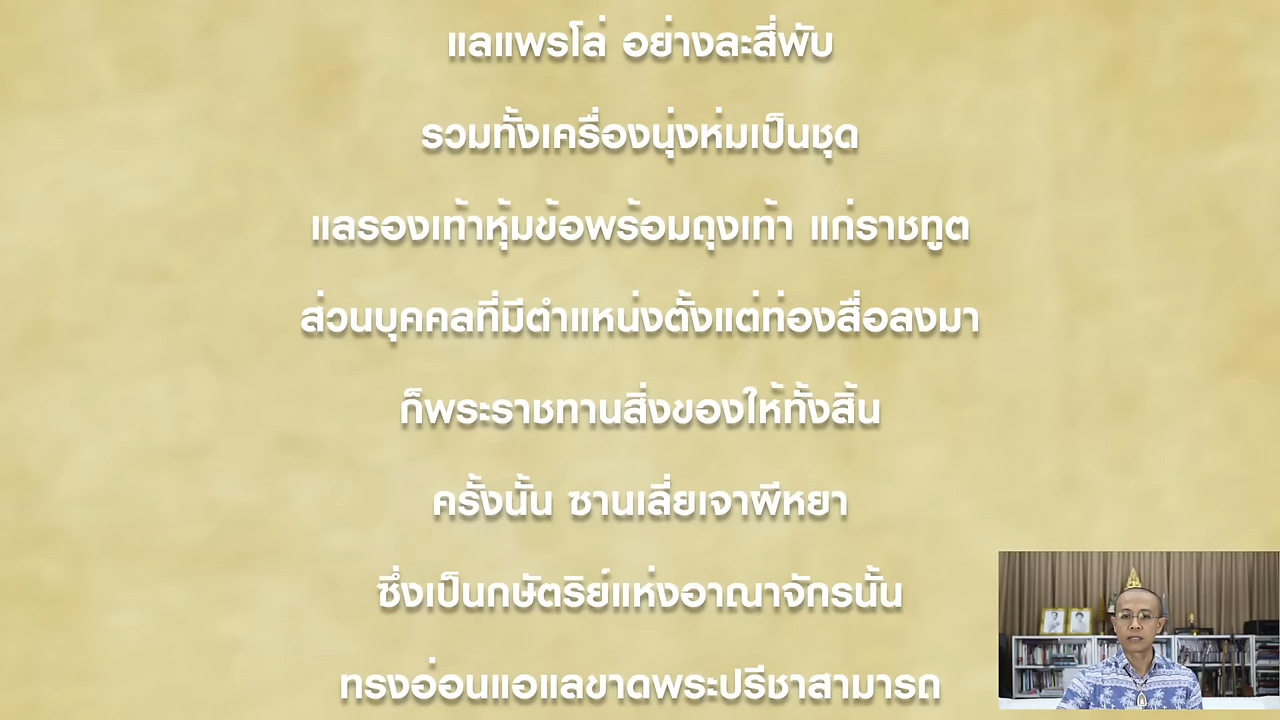 แลแพรโล่ อย่างละสี่พับ
รวมทั้งเครื่องนุ่งห่มเป็นชุด
แลรองเท้าหุ้มข้อพร้อมถุงเท้า แก่ราชทูต
ส่วนบุคคลที่มีตำแหน่งตั้งแต่ท่องสื่อลงมา
ก็พระราชทานสิ่งของให้ทั้งสิ้น
ครั้งนั้น ซานเลี่ยเจาผีหยา
ซึ่งเป็นกษัตริย์แห่งอาณาจักรนั้น
ทรงอ่อนแอแลขาดพระปรีชาสามารถ